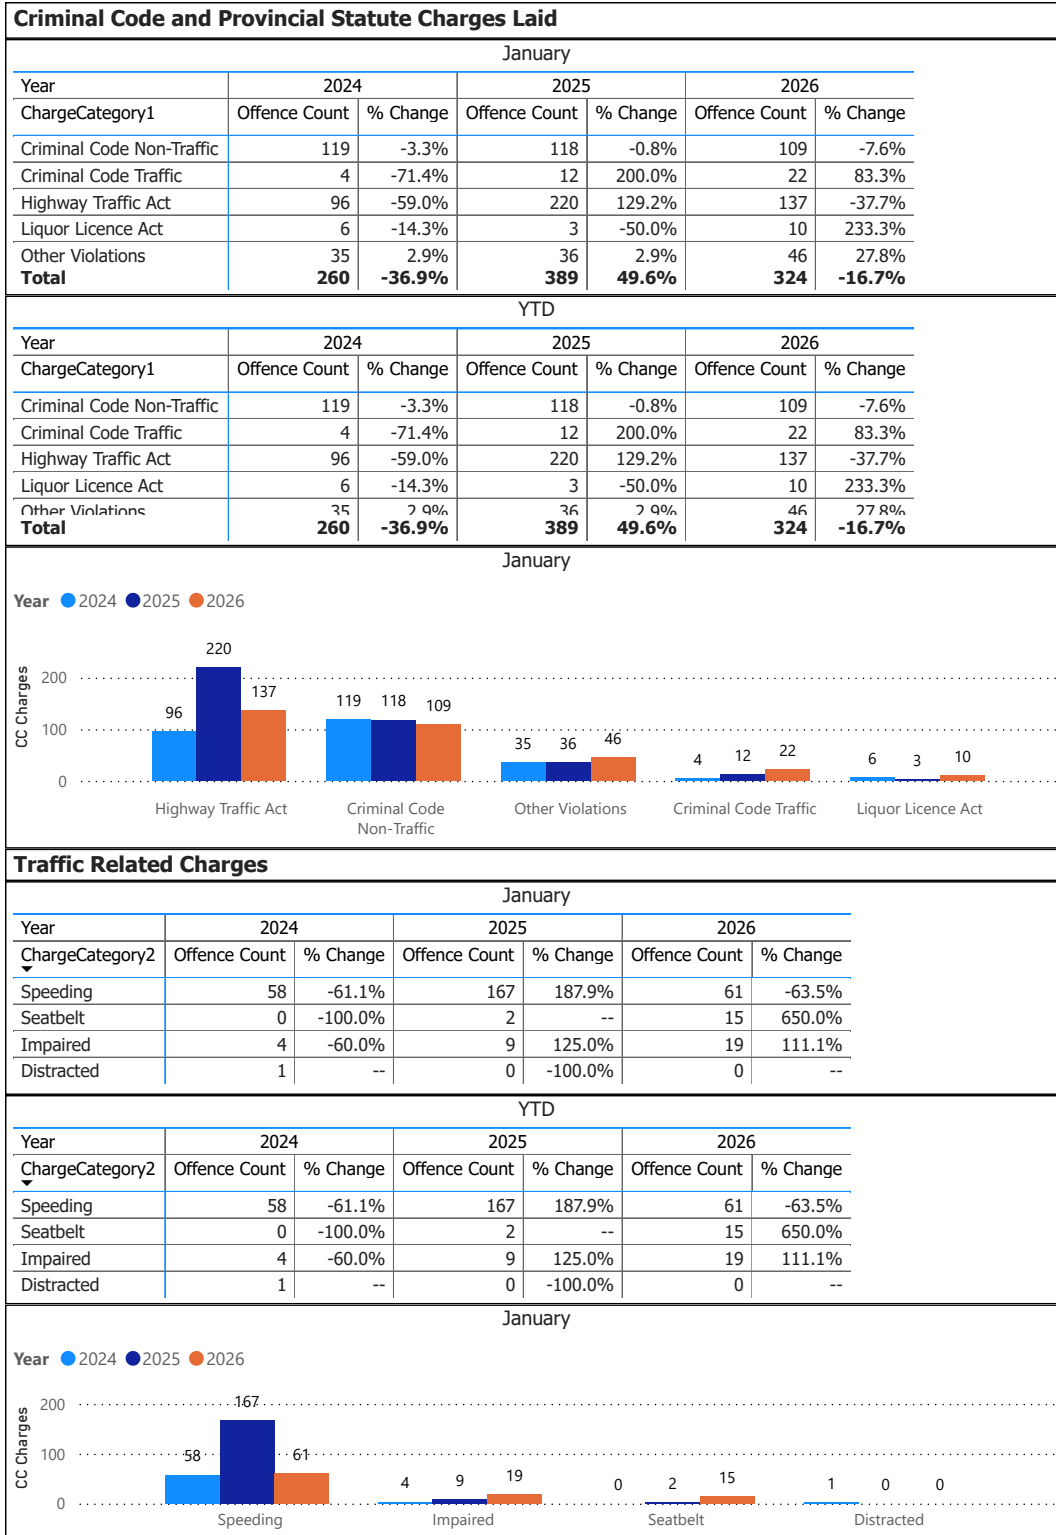 Criminal Code and Provincial Statute Charges Laid
January
Year 2024 2025 2026
ChargeCategory1 Offence Count % Change Offence Count % Change Offence Count % Change
Criminal Code Non-Traffic 119 -3.3% 118 -0.8% 109 -7.6%
Criminal Code Traffic 4 -71.4% 12 200.0% 22 83.3%
Highway Traffic Act 96 -59.0% 220 129.2% 137 -37.7%
Liquor Licence Act 6 -14.3% 3 -50.0% 10 233.3%
Other Violations 35 2.9% 36 2.9% 46 27.8%
Total 260 -36.9% 389 49.6% 324 -16.7%
YTD
Year 2024 2025 2026
ChargeCategory1 Offence Count % Change Offence Count % Change Offence Count % Change
Criminal Code Non-Traffic 119 -3.3% 118 -0.8% 109 -7.6%
Criminal Code Traffic 4 -71.4% 12 200.0% 22 83.3%
Highway Traffic Act 96 -59.0% 220 129.2% 137 -37.7%
Liquor Licence Act 6 -14.3% 3 -50.0% 10 233.3%
Other Violations 35 2.9% 36 2.9% 46 27.8%
Total 260 -36.9% 389 49.6% 324 -16.7%
January
Year 2024 2025 2026
CC Charges
200
100
0
96 220 137
119 118 109
35 36 46
4 12 22
6 3 10
Highway Traffic Act
Criminal Code
Non-Traffic
Other Violations
Criminal Code Traffic
Liquor Licence Act
Traffic Related Charges
January
Year 2024 2025 2026
ChargeCategory2 Offence Count % Change Offence Count % Change Offence Count % Change
Speeding 58 -61.1% 167 187.9% 61 -63.5%
Seatbelt 0 -100.0% 2 -- 15 650.0%
Impaired 4 -60.0% 9 125.0% 19 111.1%
Distracted 1 -- 0 -100.0% 0 --
YTD
Year 2024 2025 2026
ChargeCategory2 Offence Count % Change Offence Count % Change Offence Count % Change
Speeding 58 -61.1% 167 187.9% 61 -63.5%
Seatbelt 0 -100.0% 2 -- 15 650.0%
Impaired 4 -60.0% 9 125.0% 19 111.1%
Distracted 1 -- 0 -100.0% 0 --
January
Year 2024 2025 2026
CC Charges
200
100
0
58 167 61
4 9 19
0 2 15
1 0 0
Speeding
Impaired
Seatbelt
Distracted